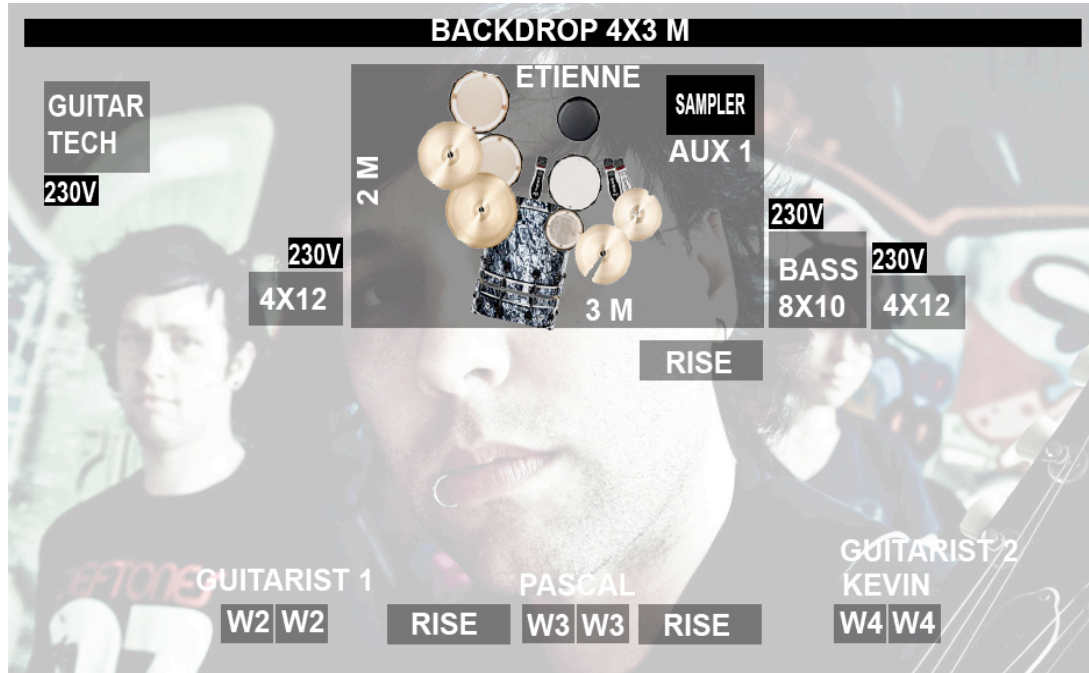 BACKDROP 4X3 M
ETIENNE
GUITAR
TECH
SAMPLER
AUX 1
2 M
230V
230V
230V
230V
BASS
8X10
4X12
4X12
3 M
RISE
GUITARIST 2
KEVIN
GUITARIST 1
PASCAL
W2 W2
RISE
W3 W3
RISE
W4 W4